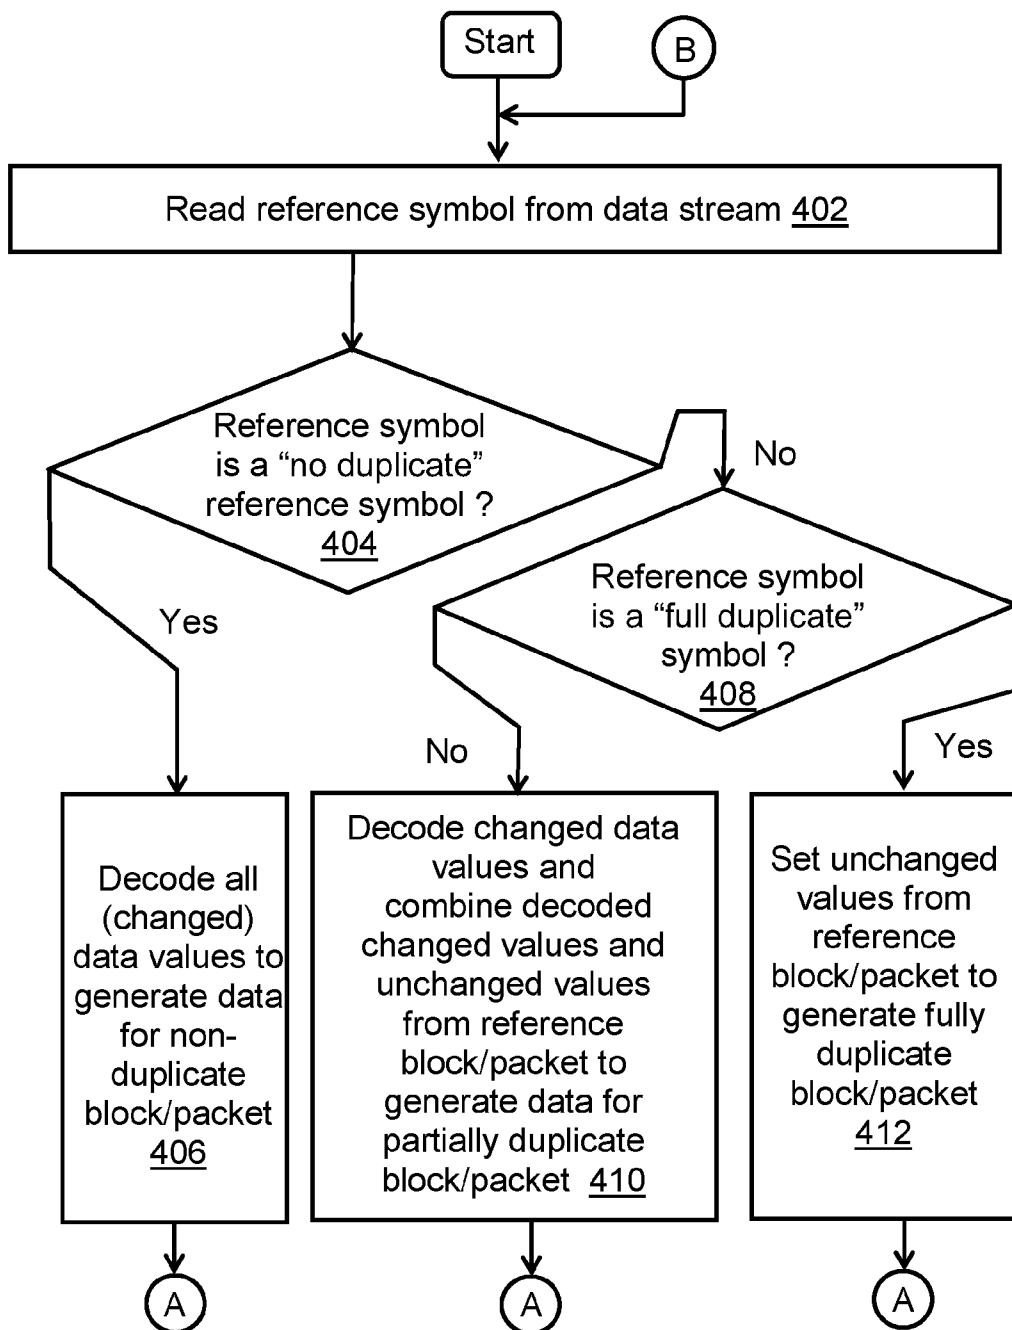 Start
B
Read reference symbol from data stream 402
Reference symbol
is a “no duplicate”
reference symbol ?
404
No
Reference symbol
is a “full duplicate”
symbol ?
408
Yes
No
Yes
Decode all
(changed)
data values to
generate data
for non-
duplicate
block/packet
406
Decode changed data
values and
combine decoded
changed values and
unchanged values
from reference
block/packet to
generate data for
partially duplicate
block/packet 410
Set unchanged
values from
reference
block/packet to
generate fully
duplicate
block/packet
412
A
A
A